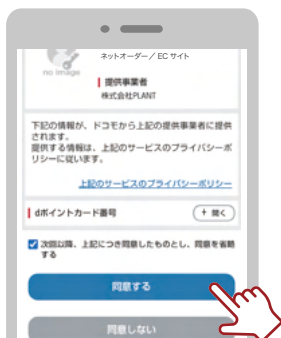 ネットオーダー／ECサイト
no image
提供事業者
株式会社PLANT
下記の情報が、ドコモから上記の提供事業者に提供
されます。
提供する情報は、上記のサービスのプライバシーポ
リシーに従います。
上記のサービスのプライバシーポリシー
dポイントカード番号
+ 開く
次回以降、上記につき同意したものとし、同意を省略
する
同意する
同意しない